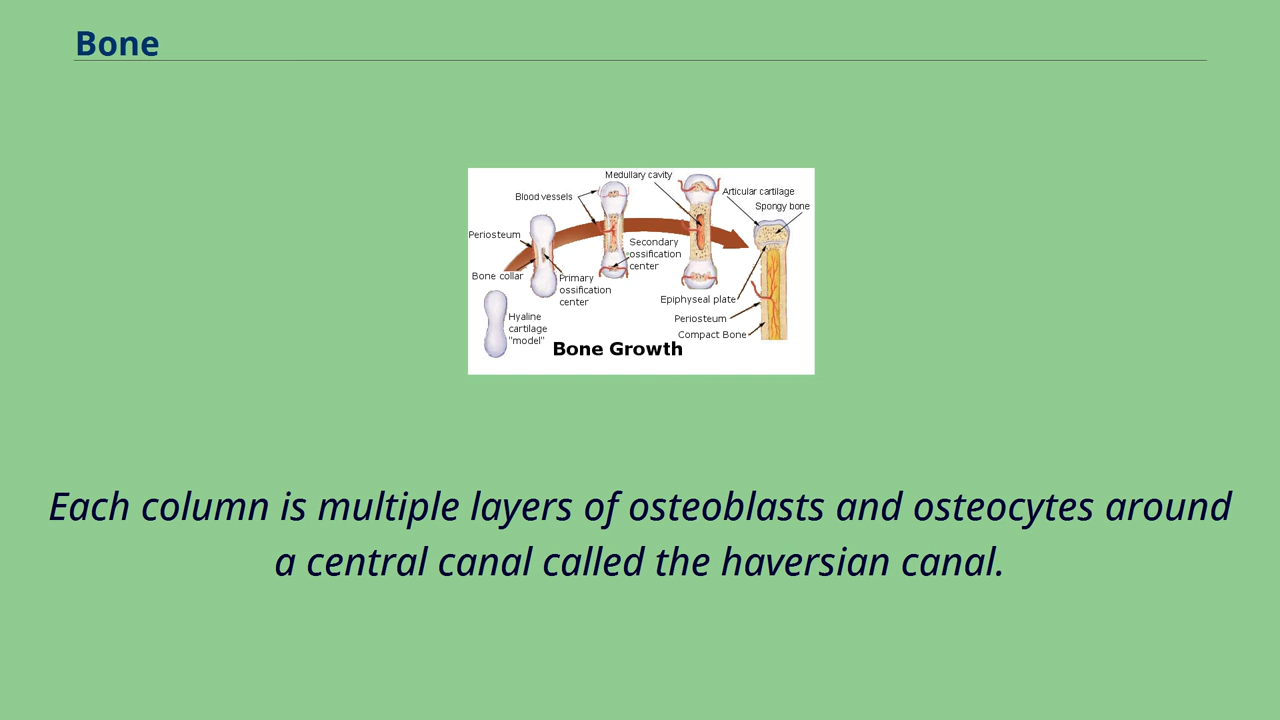 Bone
Medullary cavity
Blood vessels
Articular cartilage
Spongy bone
Periosteum
Secondary
ossification
center
Bone collar
Primary
ossification
center
Epiphyseal plate
Hyaline
cartilage
"model"
Periosteum
Compact Bone
Bone Growth
Each column is multiple layers of osteoblasts and osteocytes around
a central canal called the haversian canal.